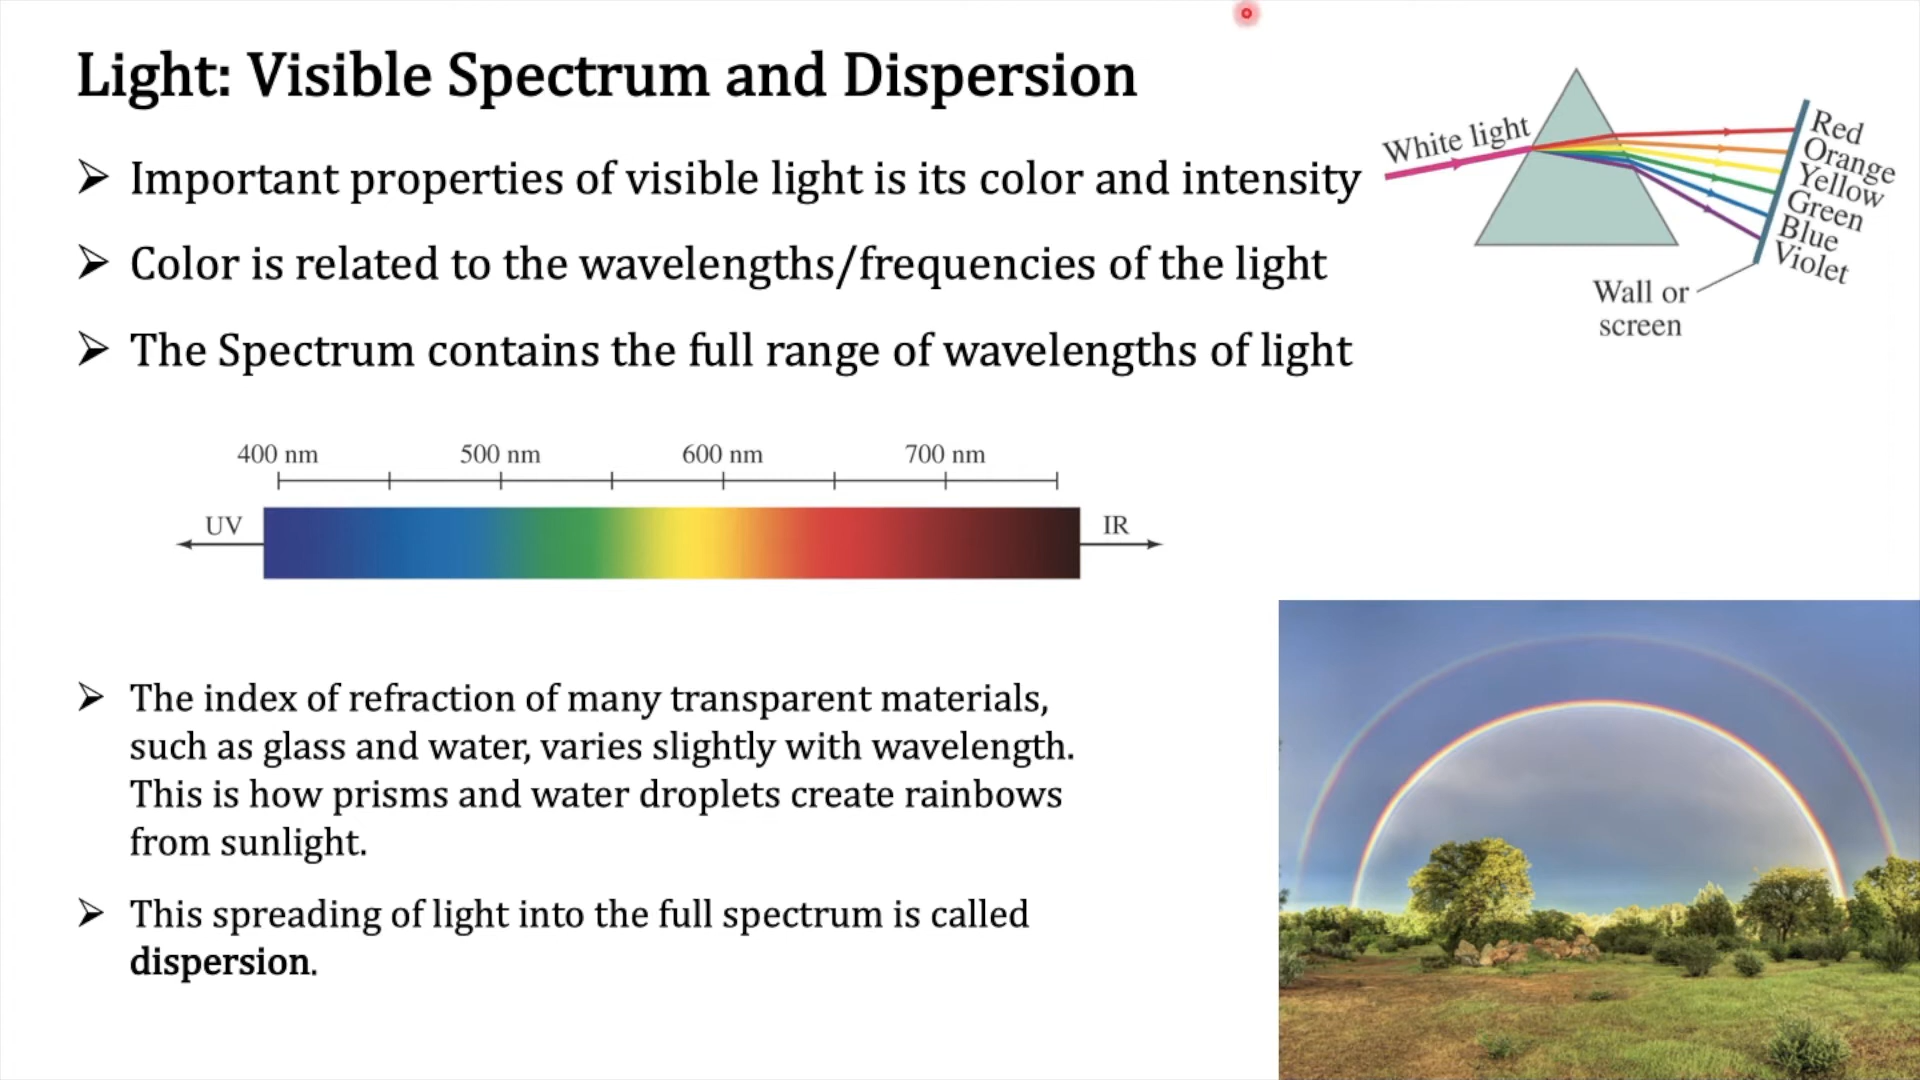 Light: Visible Spectrum and Dispersion
➢ Important properties of visible light is its color and intensity
➢ Color is related to the wavelengths/frequencies of the light
➢ The Spectrum contains the full range of wavelengths of light
White light
Red
Orange
Yellow
Green
Blue
Violet
Wall or
screen
400 nm 500 nm 600 nm 700 nm
UV IR
➢ The index of refraction of many transparent materials,
such as glass and water, varies slightly with wavelength.
This is how prisms and water droplets create rainbows
from sunlight.
➢ This spreading of light into the full spectrum is called
dispersion.